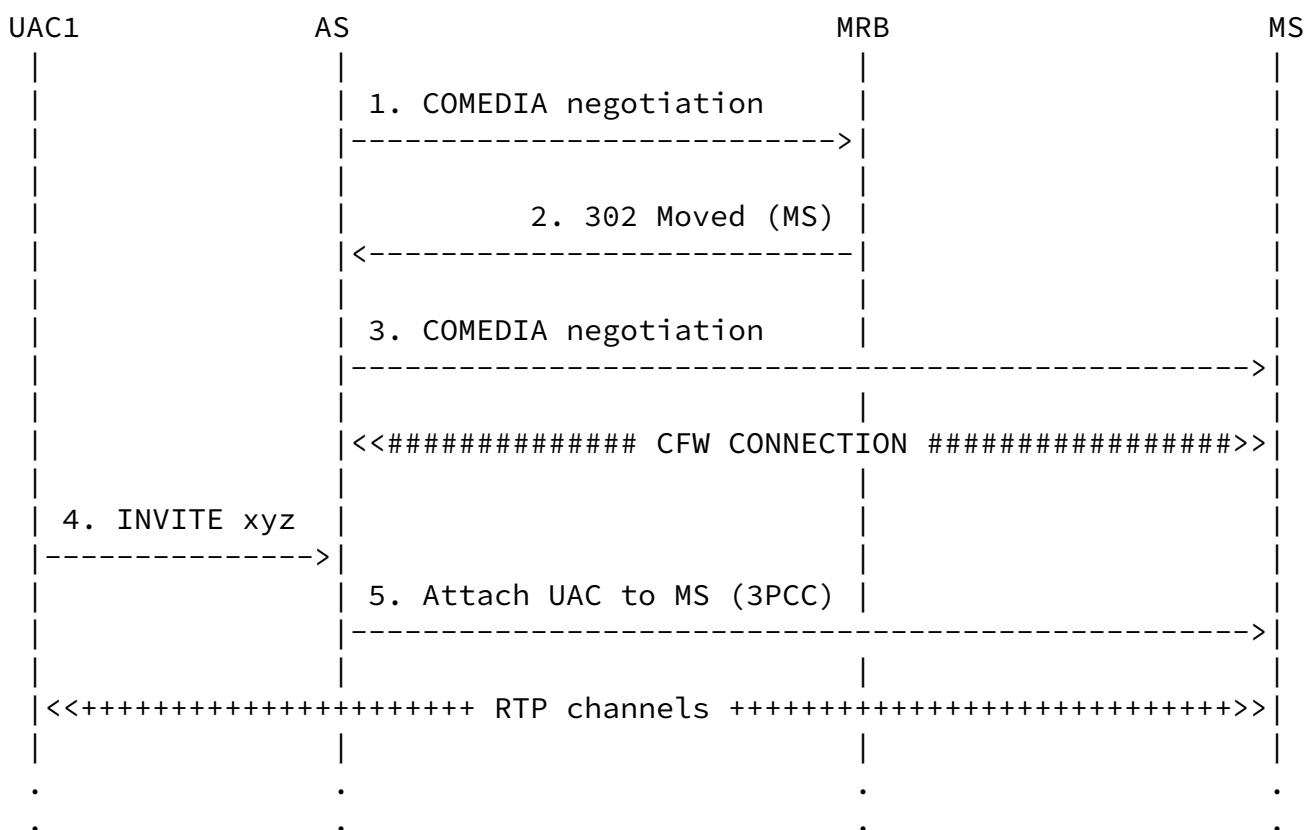 UAC1 AS MRB MS
1. COMEDIA negotiation
2. 302 Moved (MS)
3. COMEDIA negotiation
<<############## CFW CONNECTION #################>>
4. INVITE xyz
5. Attach UAC to MS (3PCC)
<<++++++++++++++++++++++ RTP channels ++++++++++++++++++++++++++++>>